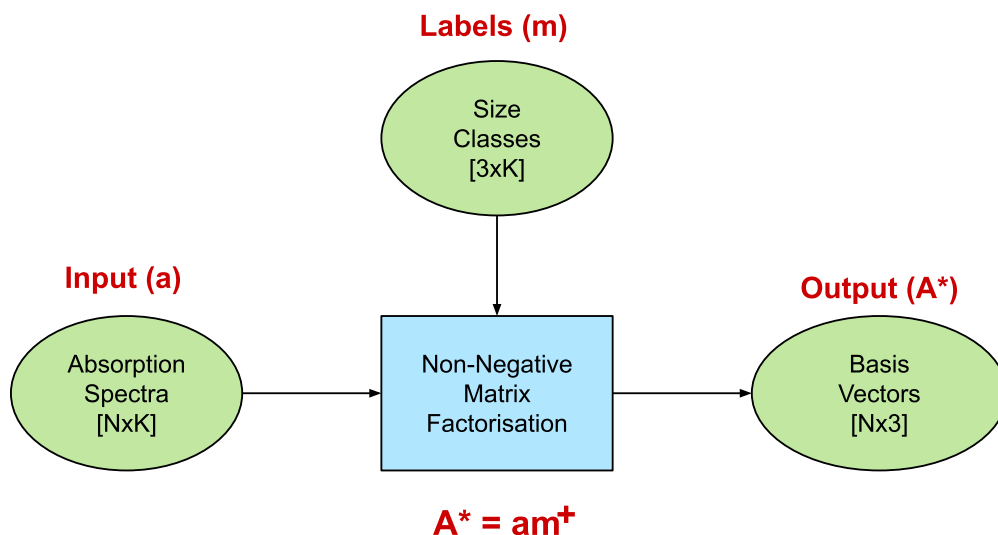 Labels (m)
Size
Classes
[3xK]
Input (a)
Absorption
Spectra
[NxK]
Non-Negative
Matrix
Factorisation
Output (A*)
Basis
Vectors
[Nx3]
A* = am⁺